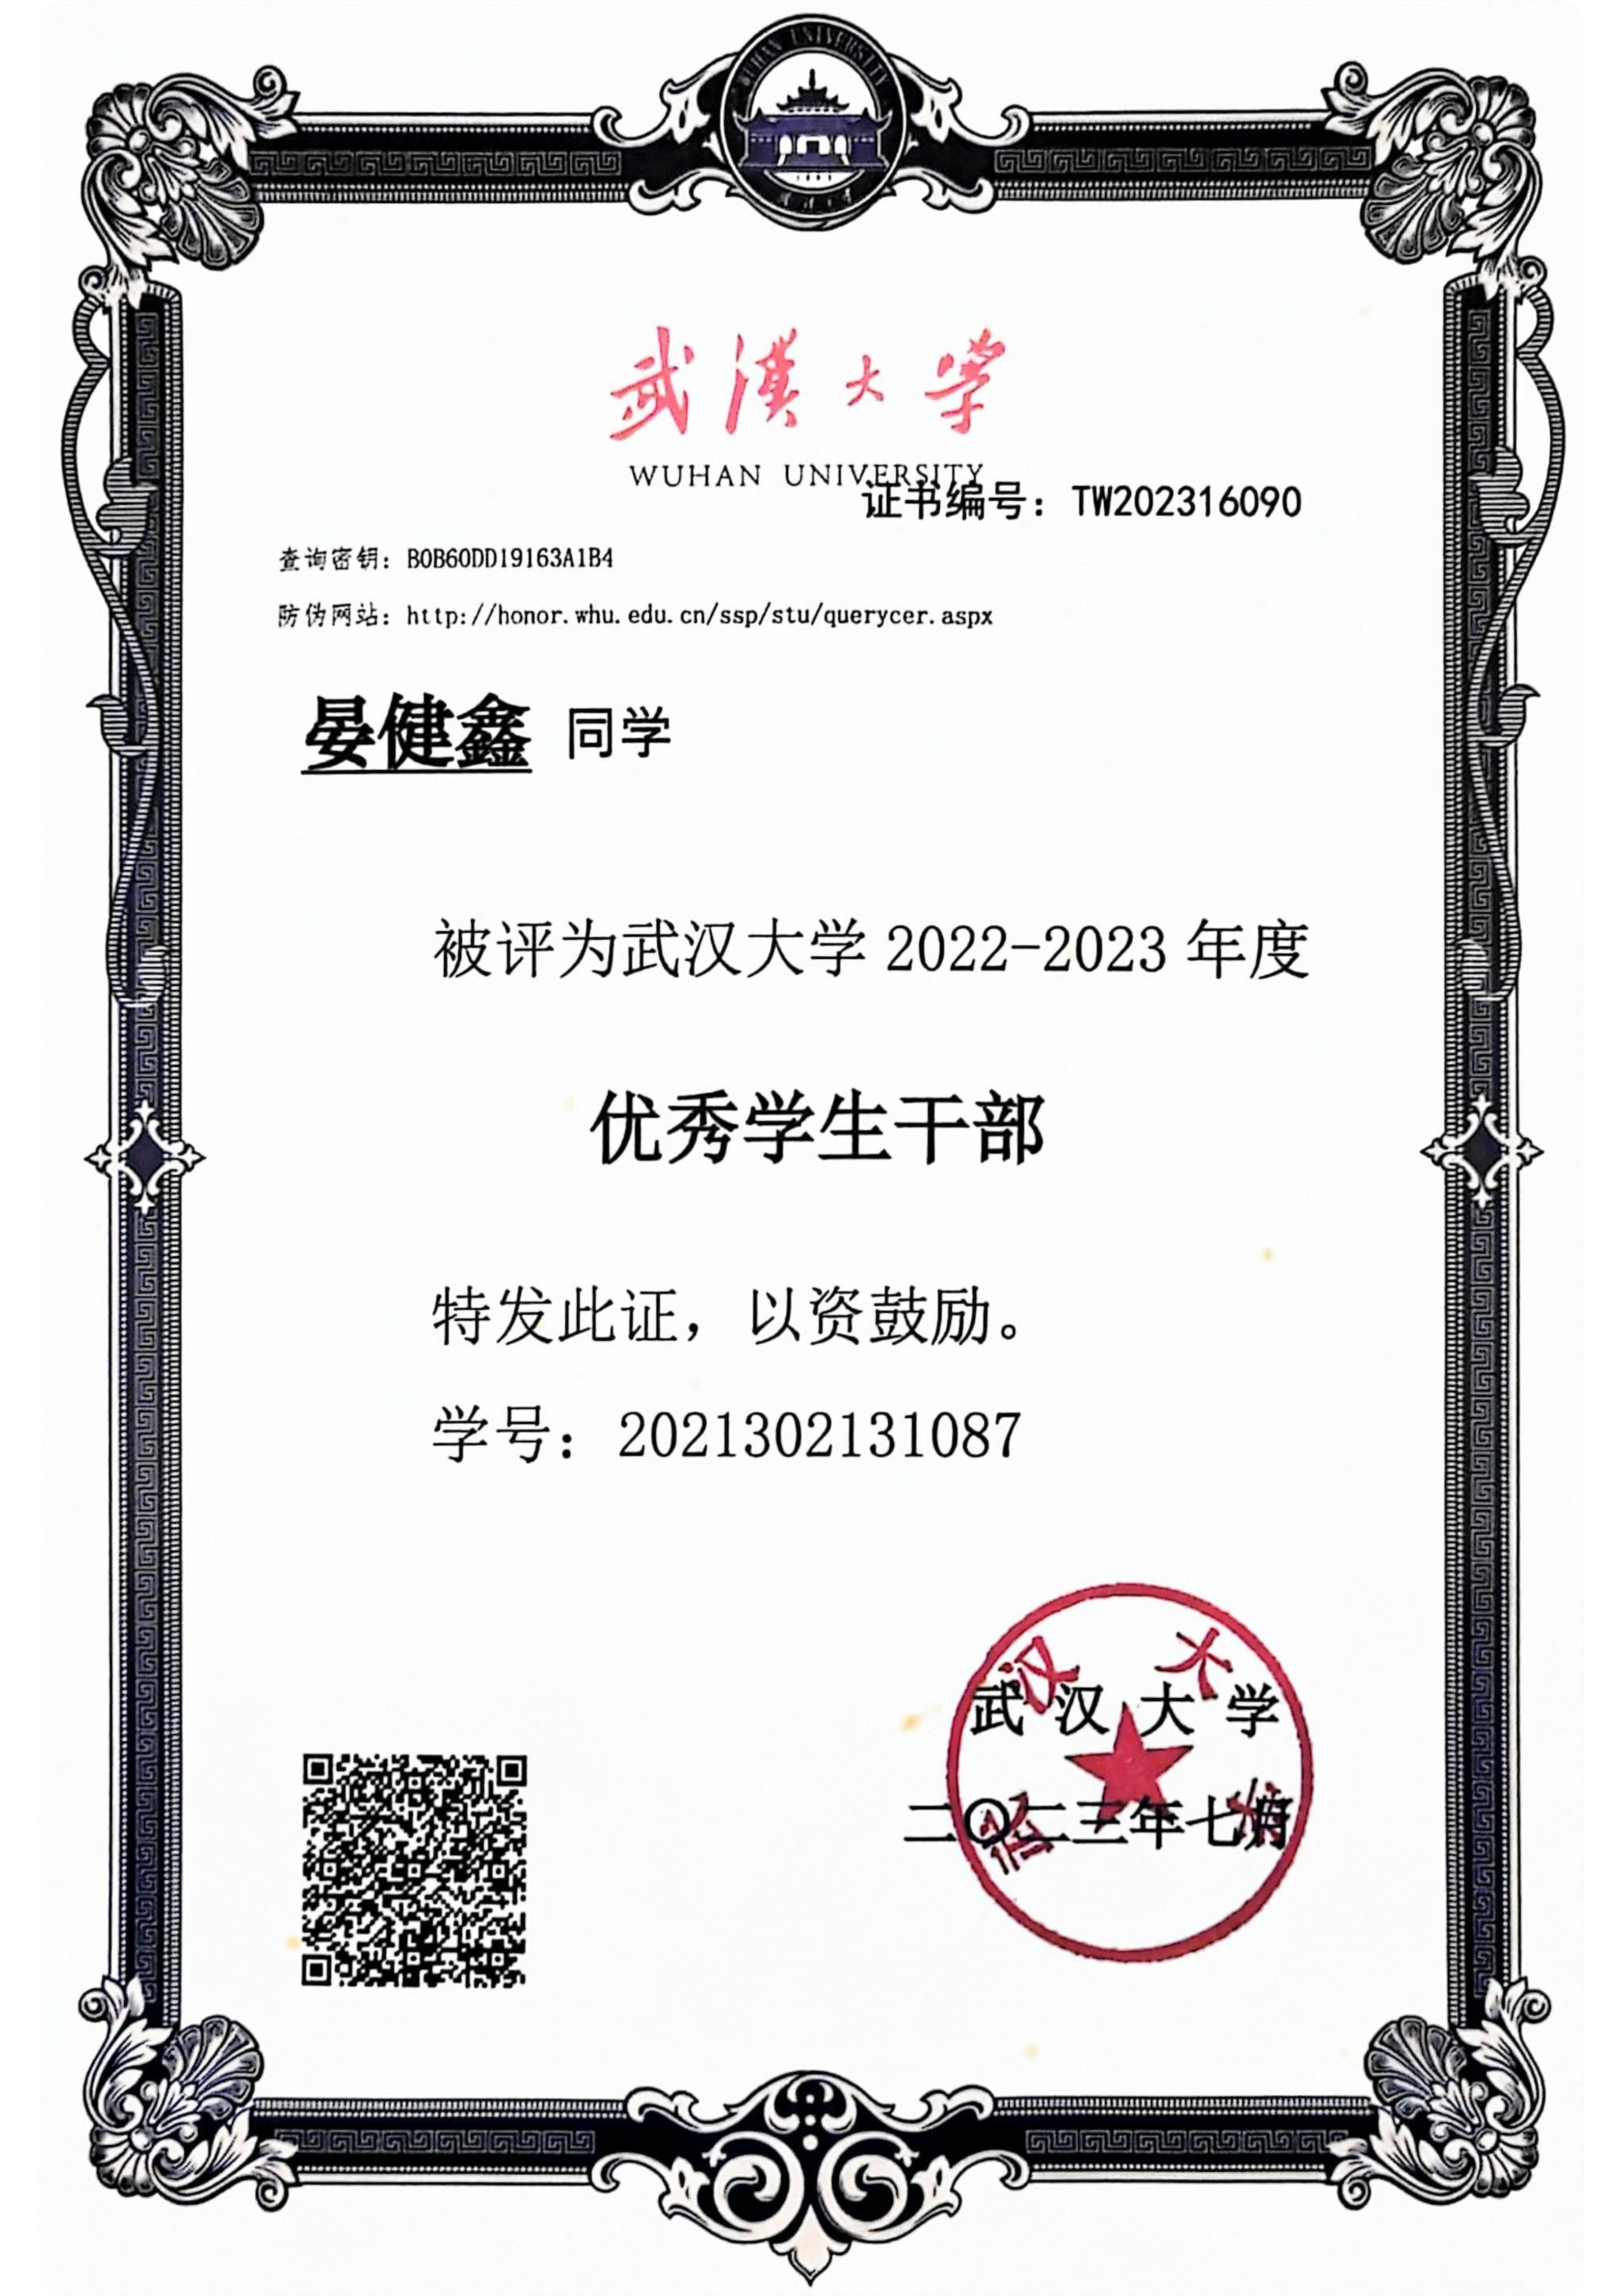 WUHAN UNIVERSITY
武漢大学
WUHAN UNIVERSITY
证书编号：TW202316090
查询密钥：B0B60DD19163A1B4
防伪网站：http://honor.whu.edu.cn/ssp/stu/querycer.aspx
晏健鑫 同学
被评为武汉大学 2022-2023 年度
优秀学生干部
特发此证，以资鼓励。
学号：2021302131087
武汉大学
武汉大学
二〇二三年七月